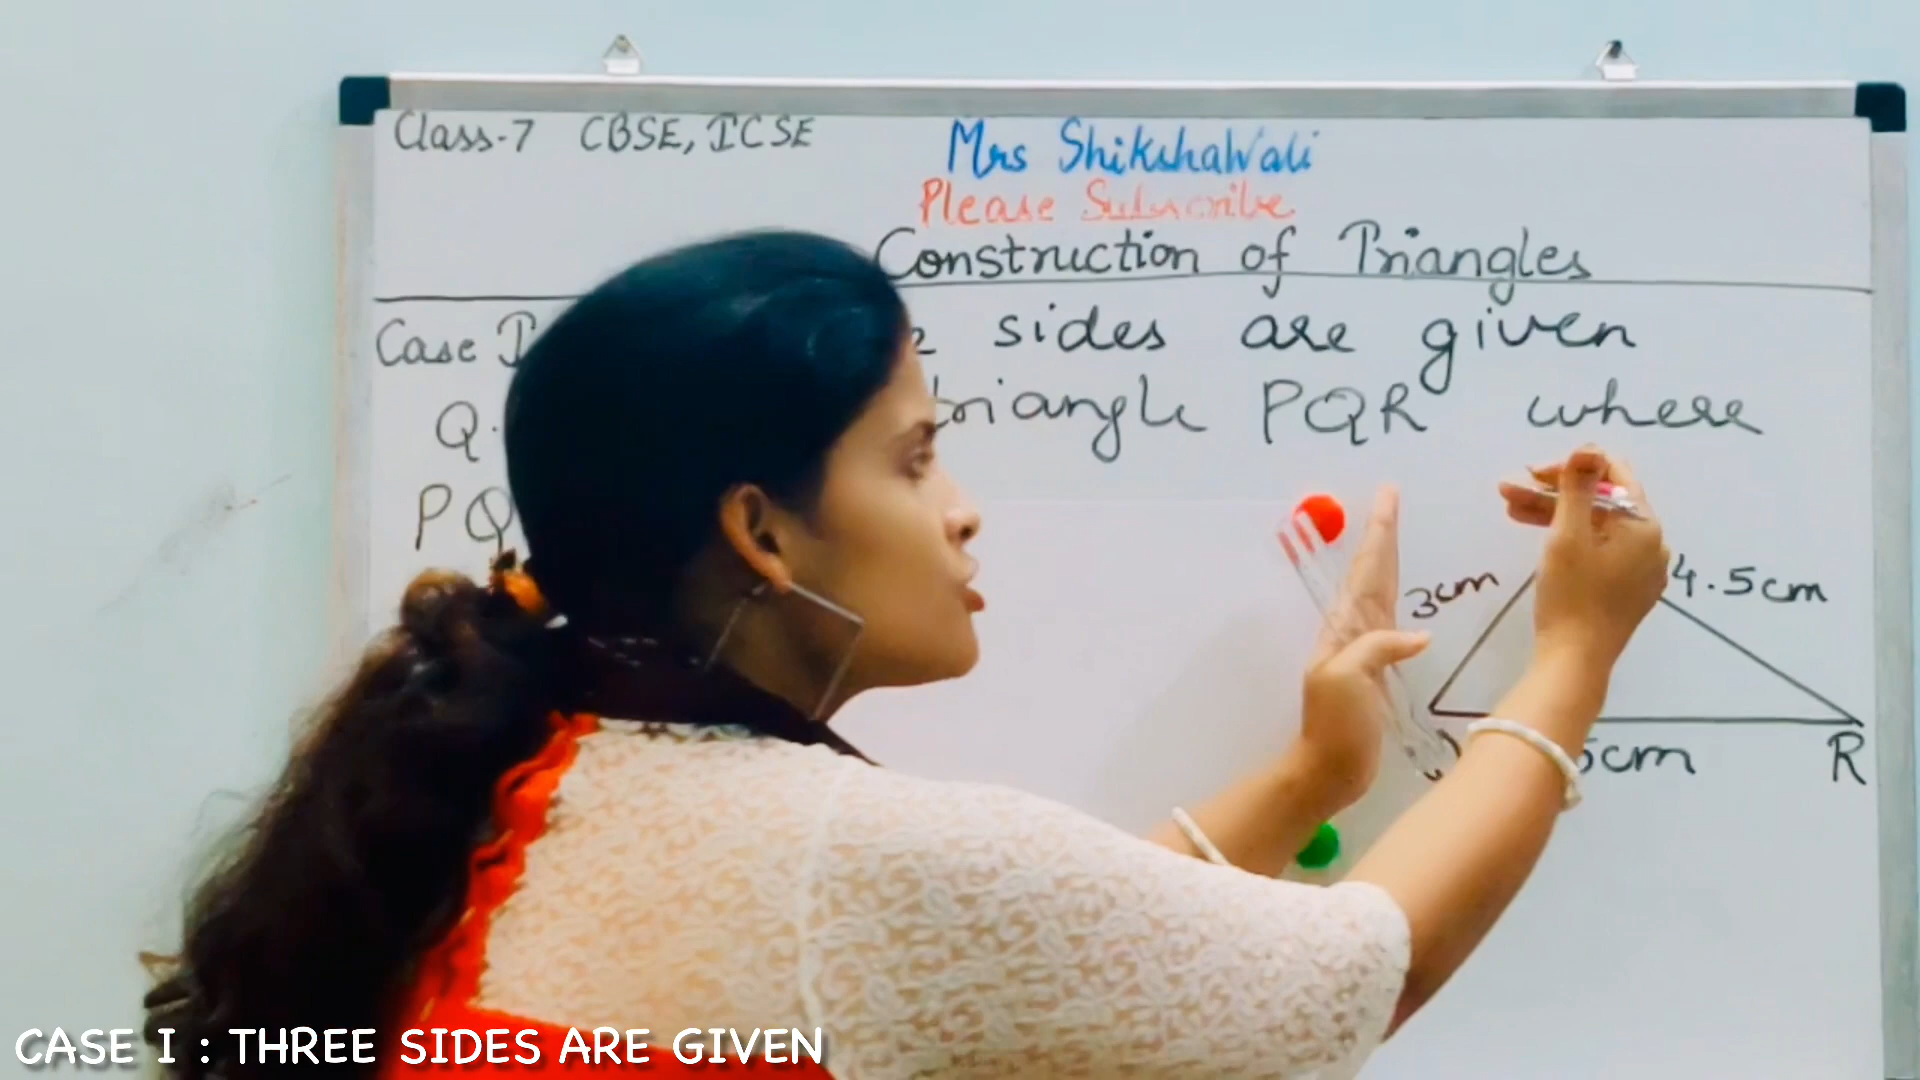 Class-7 CBSE, ICSE
Mrs ShikshaWali
Please Subscribe
Construction of Triangles
Case I sides are given
Q. triangle PQR where
PQ
3cm 4.5cm
5cm R
CASE I : THREE SIDES ARE GIVEN